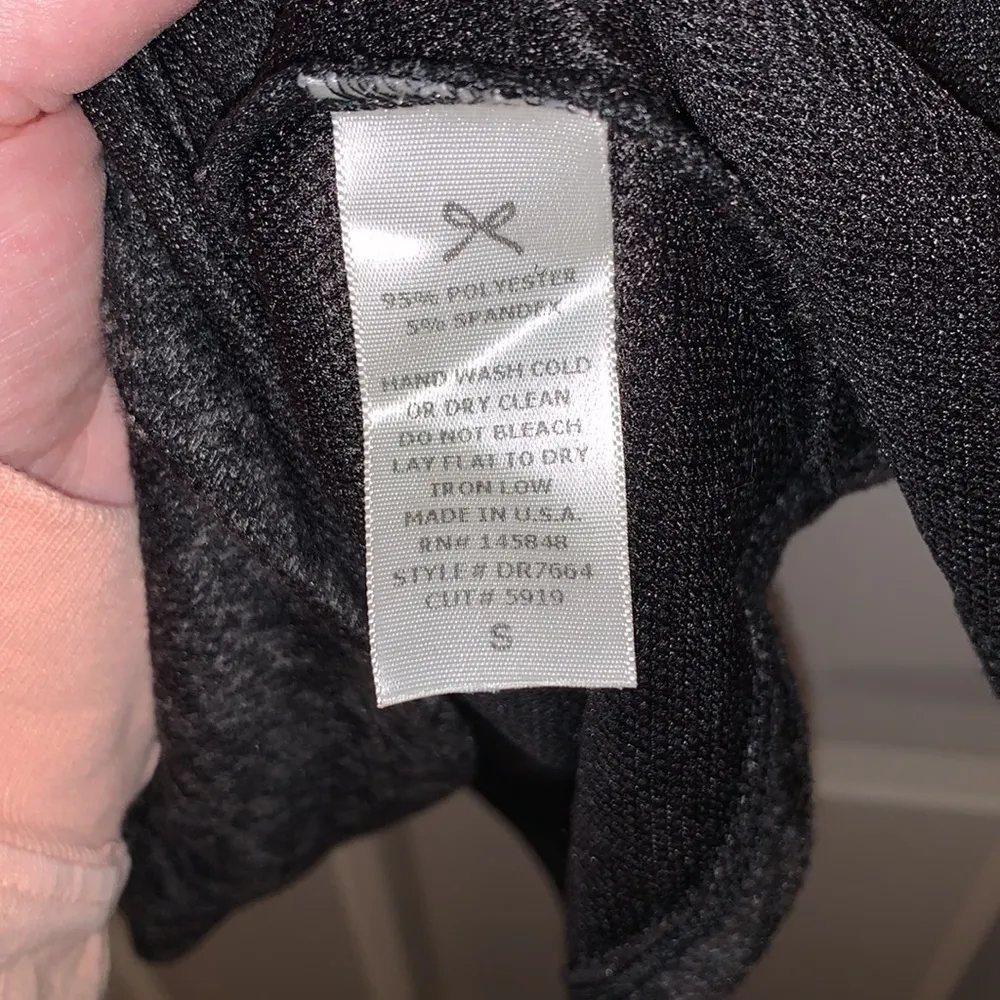 95% POLYESTER
5% SPANDEX
HAND WASH COLD
OR DRY CLEAN
DO NOT BLEACH
LAY FLAT TO DRY
IRON LOW
MADE IN U.S.A.
RN# 145848
STYLE # DR7664
CUT# 5919
S